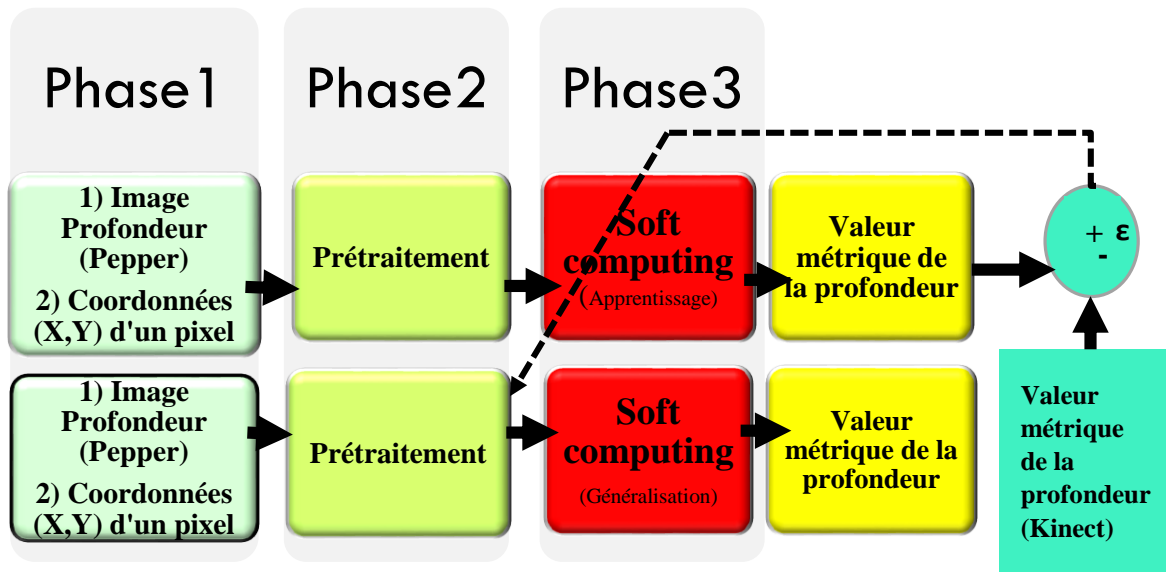 Phase1
Phase2
Phase3
1) Image
Profondeur
(Pepper)
2) Coordonnées
(X,Y) d'un pixel
Prétraitement
Soft
computing
(Apprentissage)
Valeur
métrique de
la profondeur
+ ε
-
1) Image
Profondeur
(Pepper)
2) Coordonnées
(X,Y) d'un pixel
Prétraitement
Soft
computing
(Généralisation)
Valeur
métrique de la
profondeur
Valeur
métrique
de la
profondeur
(Kinect)